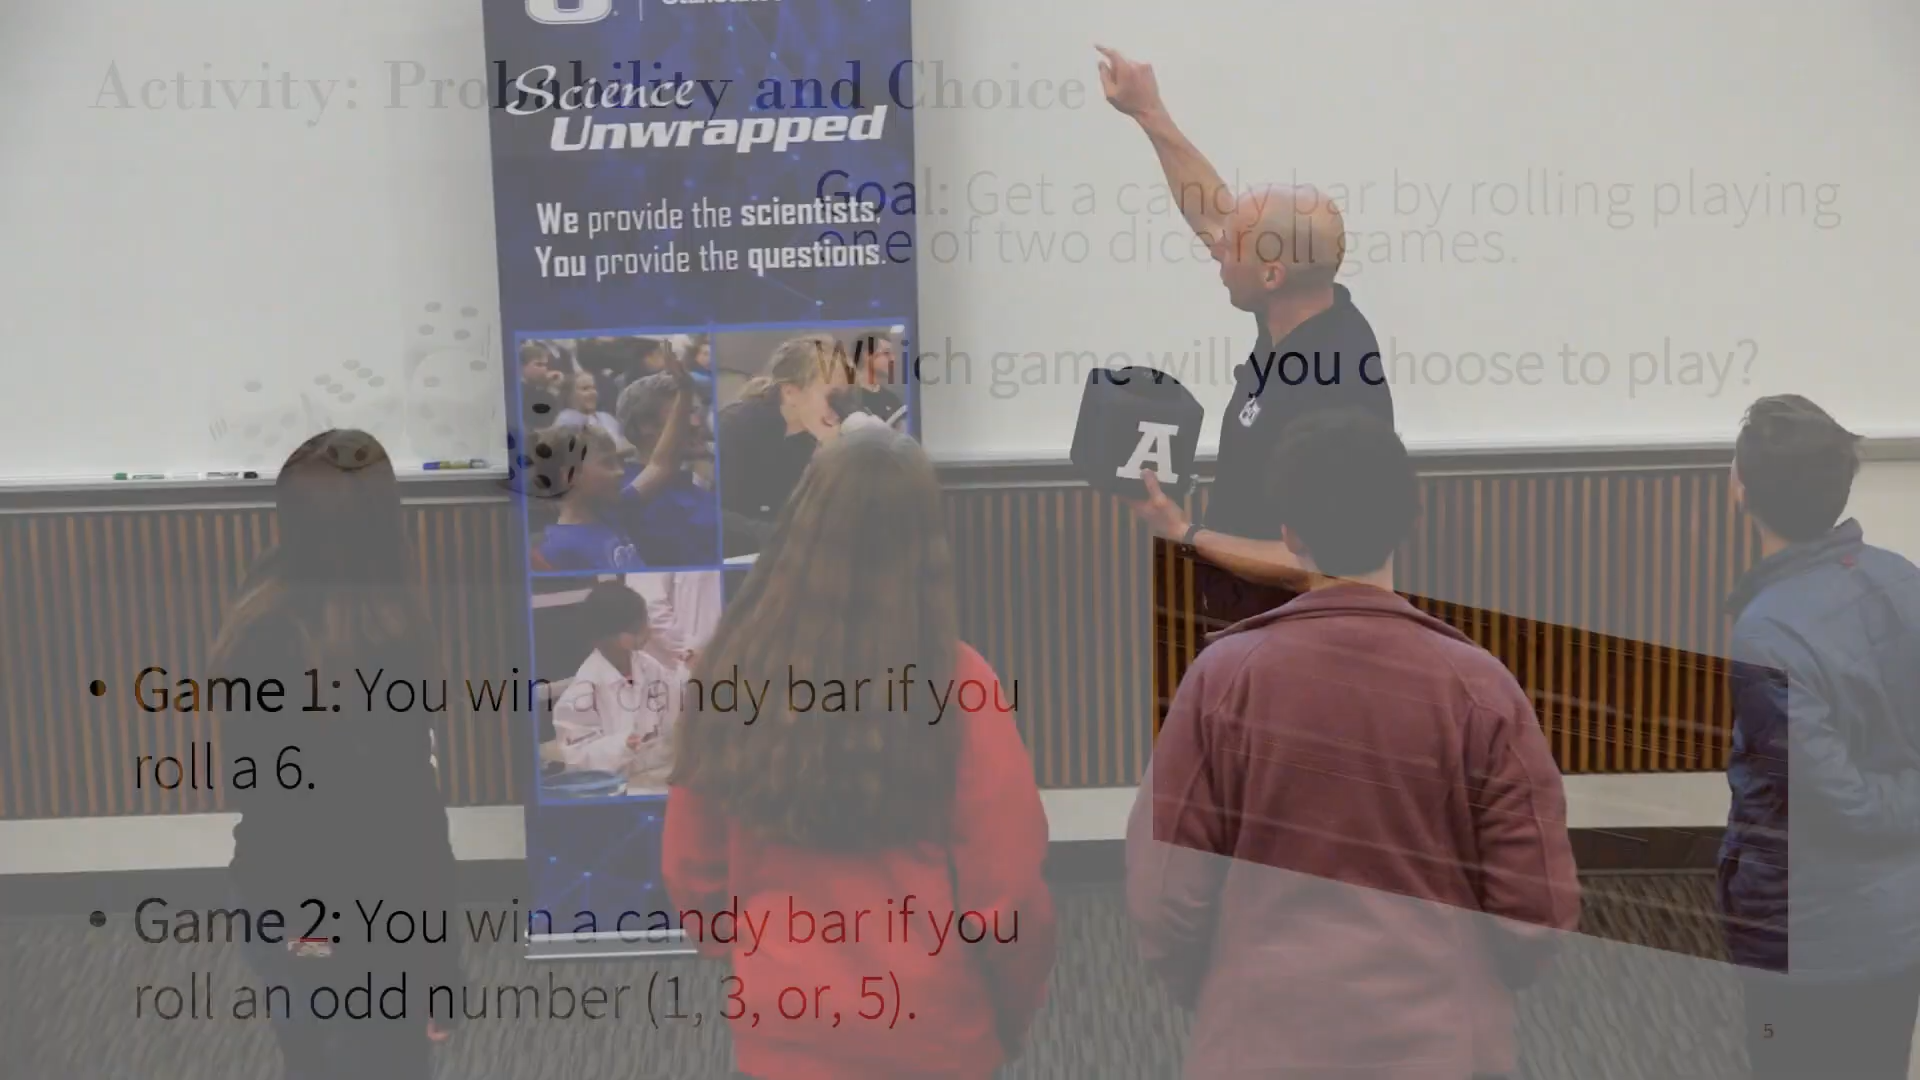 Activity: Probability and Choice
Science
Unwrapped
We provide the scientists,
You provide the questions.
Goal: Get a candy bar by rolling playing
one of two dice roll games.
Which game will you choose to play?
A
• Game 1: You win a candy bar if you
roll a 6.
• Game 2: You win a candy bar if you
roll an odd number (1, 3, or, 5).
5